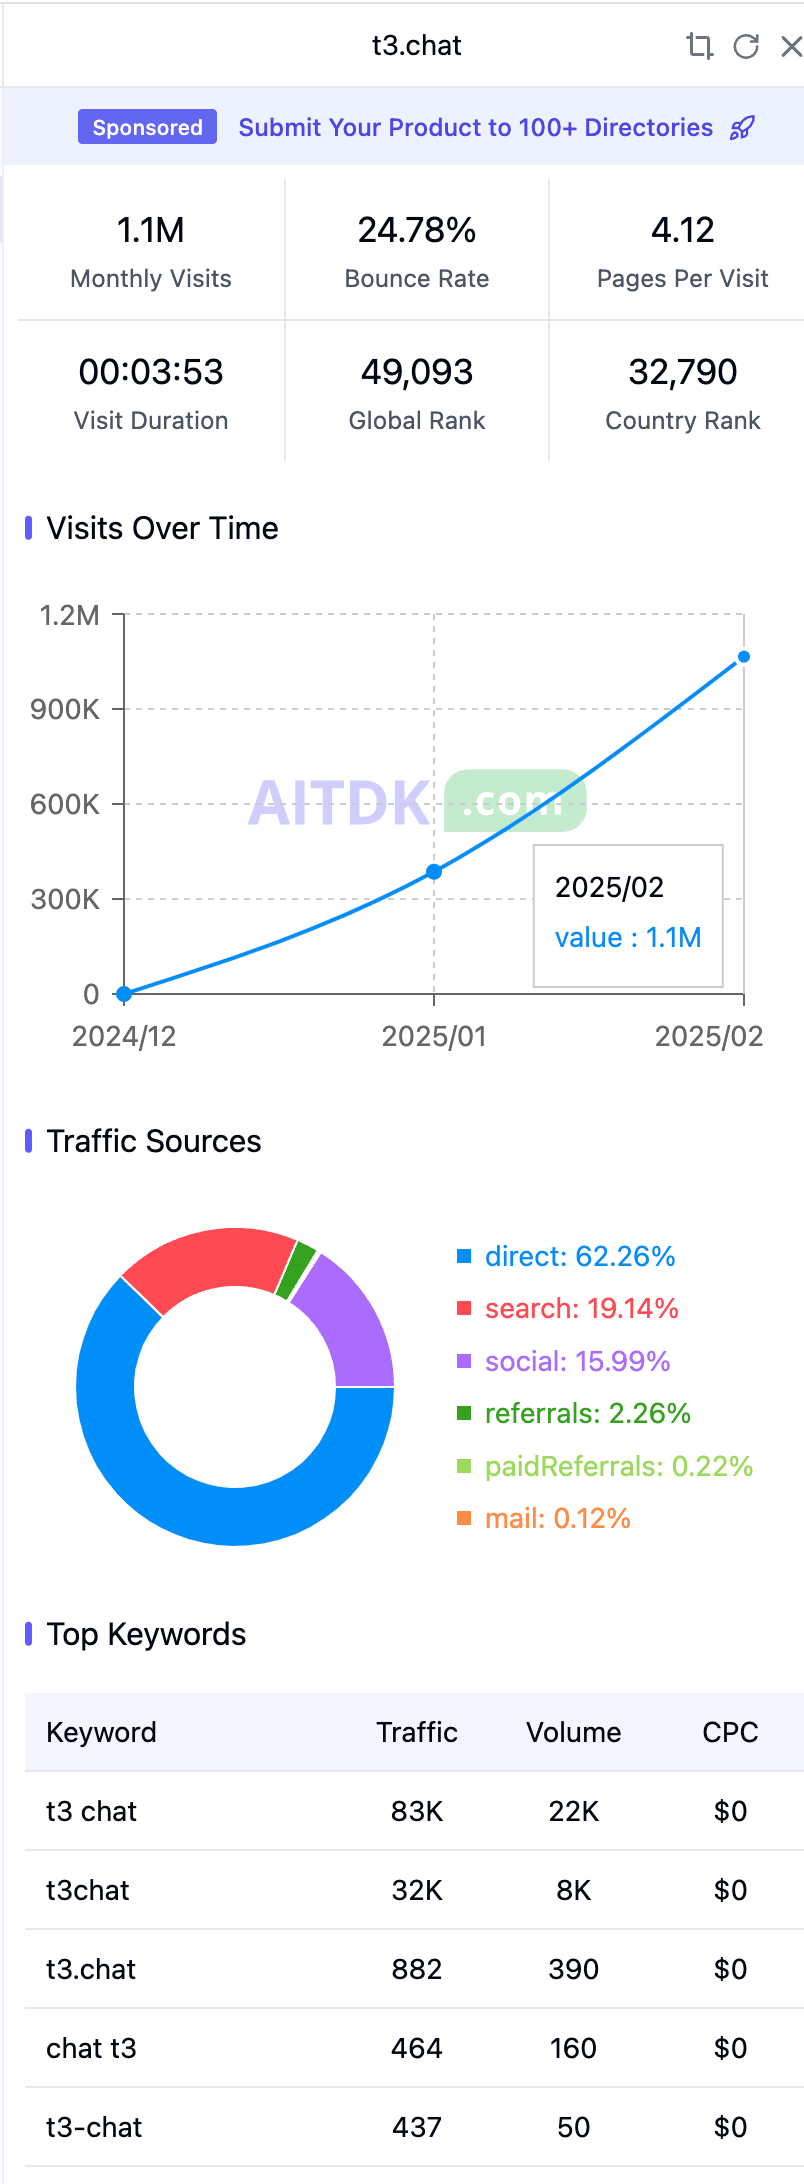 t3.chat
Sponsored Submit Your Product to 100+ Directories
1.1M 24.78% 4.12
Monthly Visits Bounce Rate Pages Per Visit
00:03:53 49,093 32,790
Visit Duration Global Rank Country Rank
Visits Over Time
1.2M
900K
600K
300K
0
AITDK .com
2025/02
value : 1.1M
2024/12 2025/01 2025/02
Traffic Sources
direct: 62.26%
search: 19.14%
social: 15.99%
referrals: 2.26%
paidReferrals: 0.22%
mail: 0.12%
Top Keywords
Keyword Traffic Volume CPC
t3 chat 83K 22K $0
t3chat 32K 8K $0
t3.chat 882 390 $0
chat t3 464 160 $0
t3-chat 437 50 $0